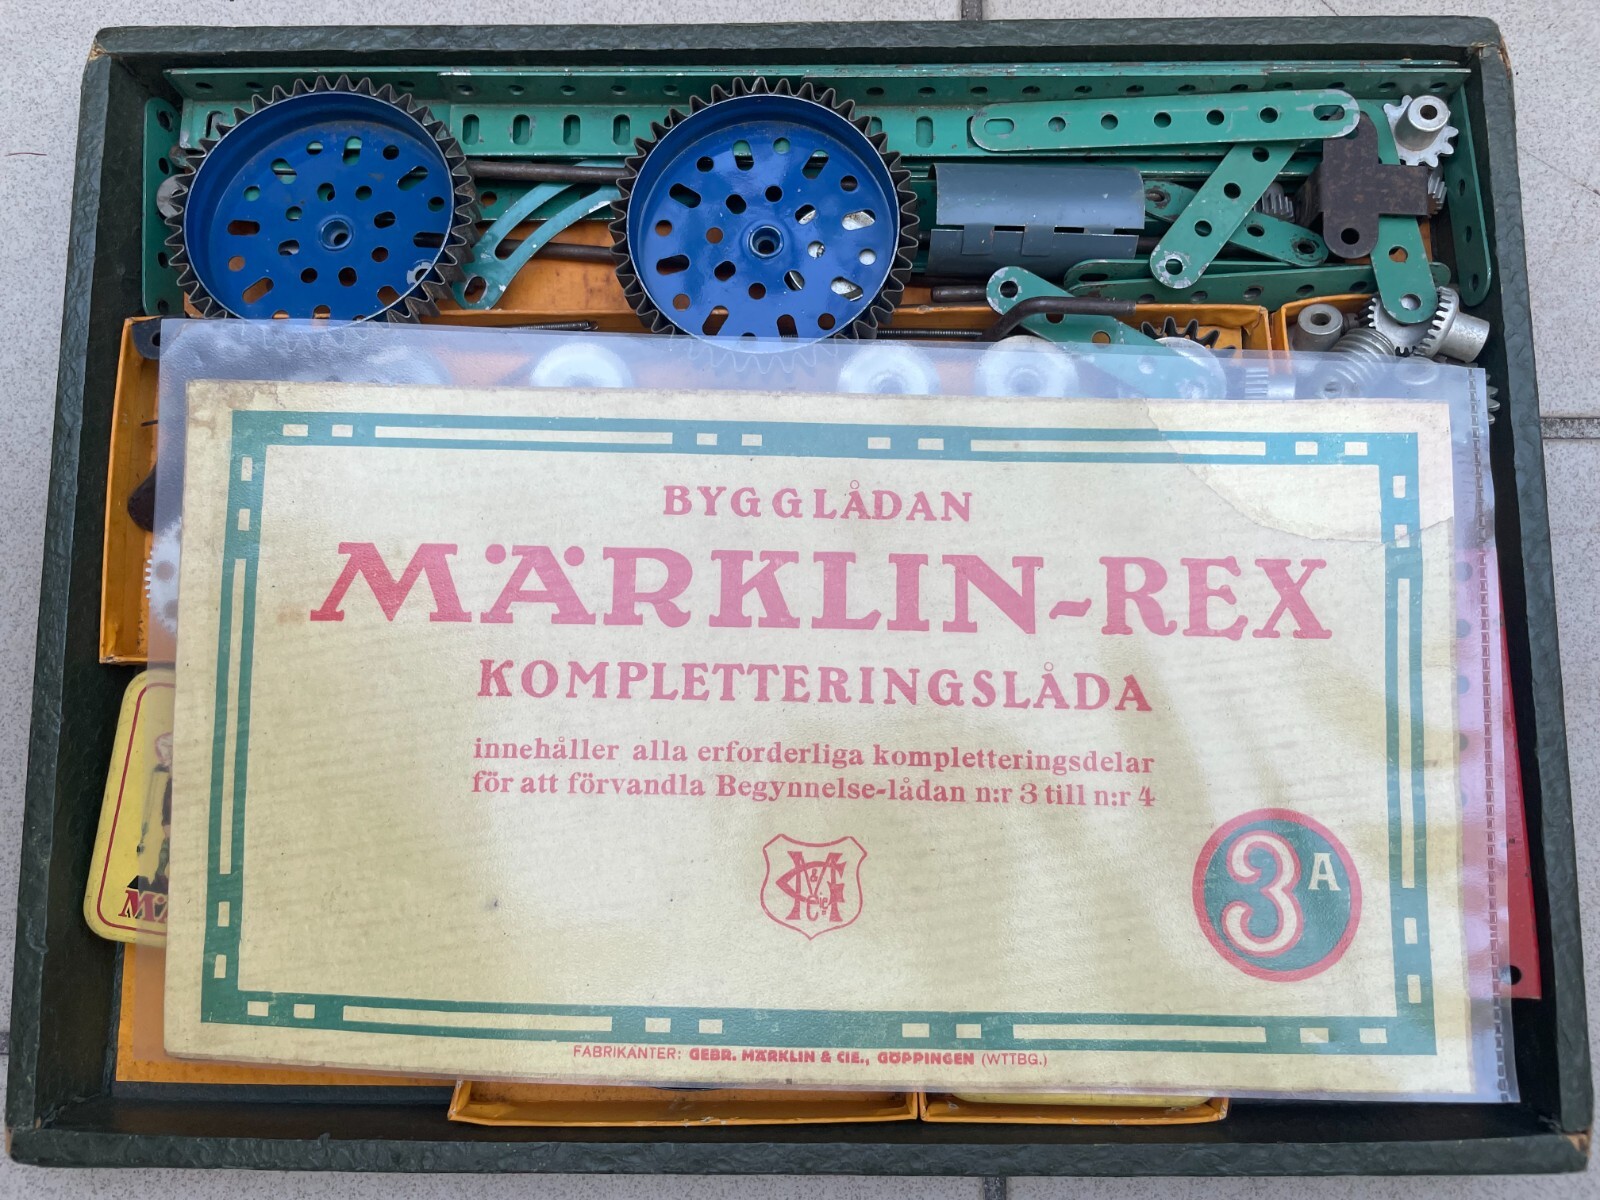 BYGGLÅDAN
MÄRKLIN-REX
KOMPLETTERINGSLÅDA
innehåller alla erforderliga kompletteringsdelar
för att förvandla Begynnelse-lådan n:r 3 till n:r 4
3 A
FABRIKANTER: GEBR. MÄRKLIN & CIE., GÖPPINGEN (WTTBG.)